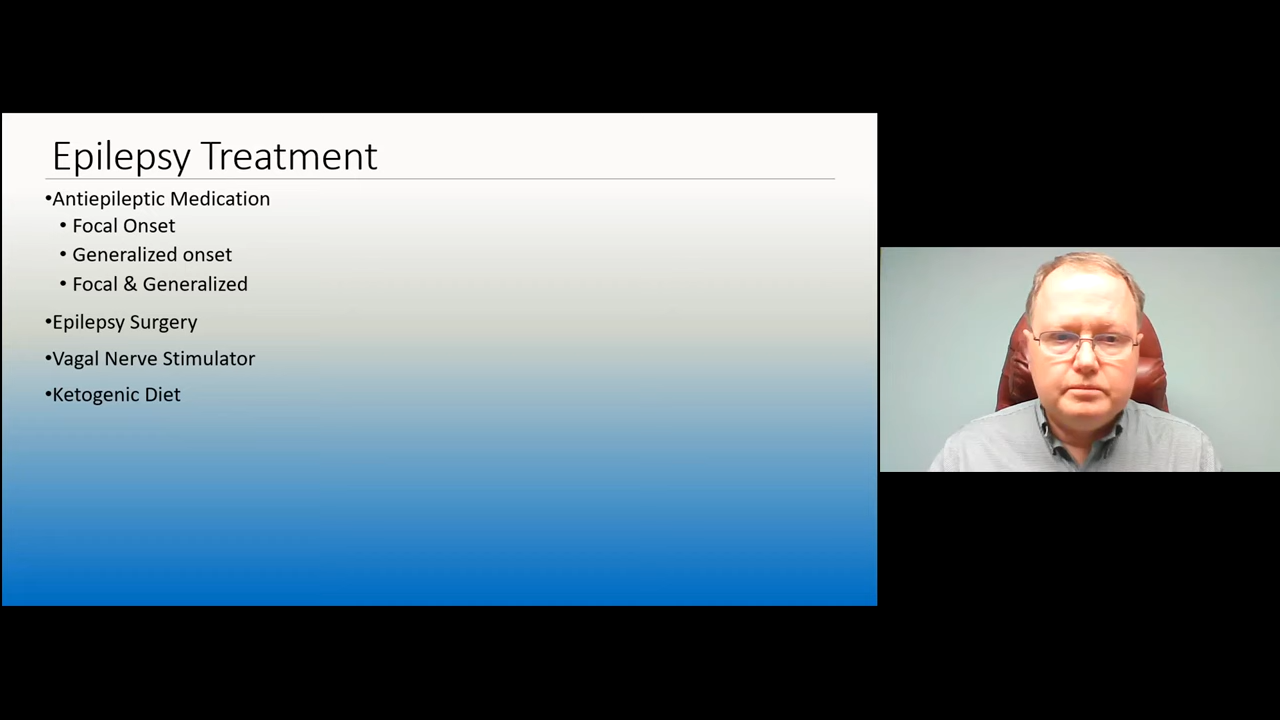 Epilepsy Treatment
•Antiepileptic Medication
• Focal Onset
• Generalized onset
• Focal & Generalized
•Epilepsy Surgery
•Vagal Nerve Stimulator
•Ketogenic Diet